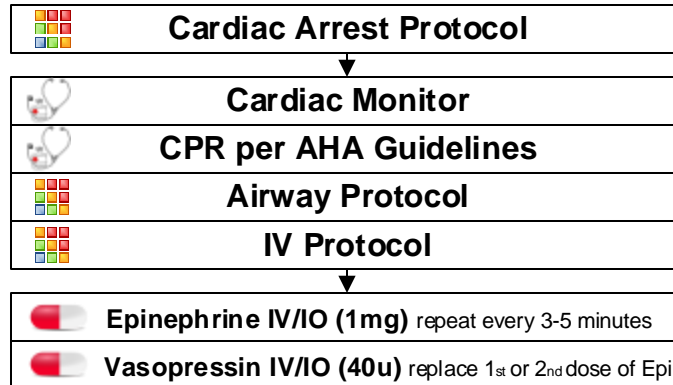 Cardiac Arrest Protocol
Cardiac Monitor
CPR per AHA Guidelines
Airway Protocol
IV Protocol
Epinephrine IV/IO (1mg) repeat every 3-5 minutes
Vasopressin IV/IO (40u) replace 1st or 2nd dose of Epi